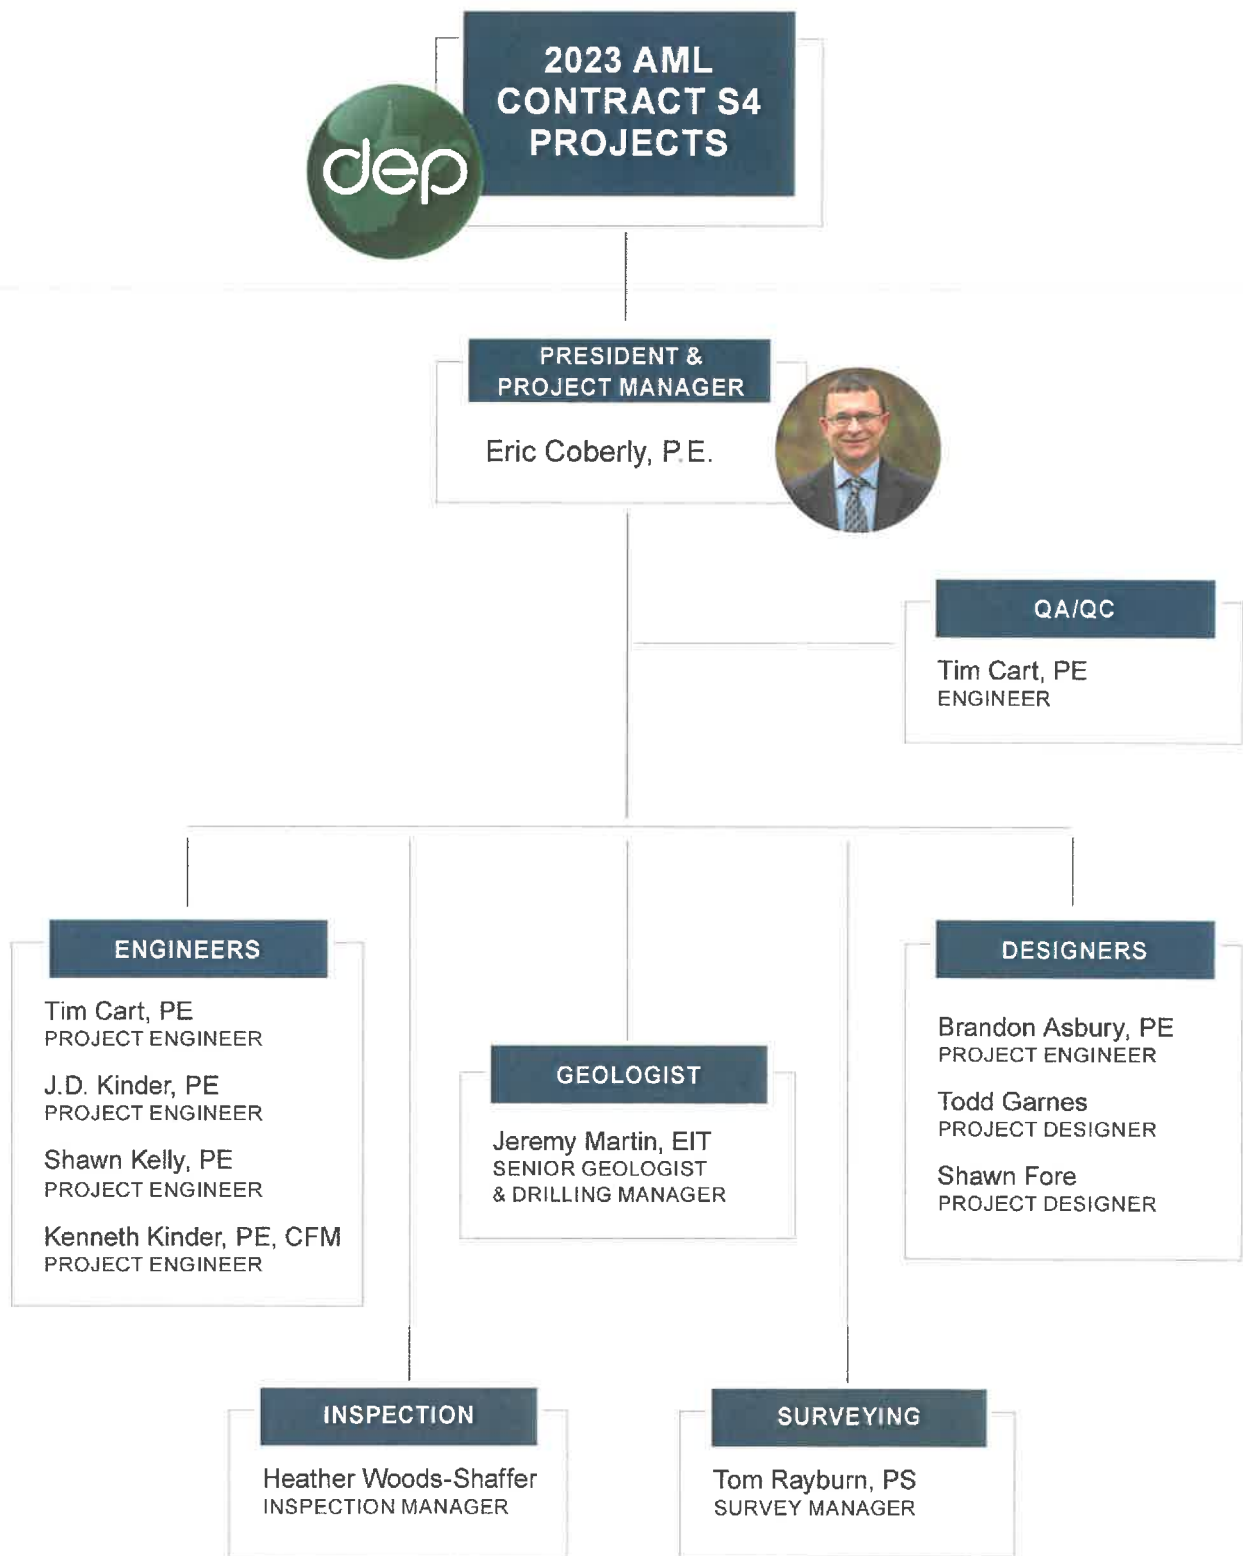 2023 AML
CONTRACT S4
PROJECTS
dep
PRESIDENT &
PROJECT MANAGER
Eric Coberly, P.E.
QA/QC
Tim Cart, PE
ENGINEER
ENGINEERS
Tim Cart, PE
PROJECT ENGINEER
J.D. Kinder, PE
PROJECT ENGINEER
Shawn Kelly, PE
PROJECT ENGINEER
Kenneth Kinder, PE, CFM
PROJECT ENGINEER
GEOLOGIST
Jeremy Martin, EIT
SENIOR GEOLOGIST
& DRILLING MANAGER
DESIGNERS
Brandon Asbury, PE
PROJECT ENGINEER
Todd Garnes
PROJECT DESIGNER
Shawn Fore
PROJECT DESIGNER
INSPECTION
Heather Woods-Shaffer
INSPECTION MANAGER
SURVEYING
Tom Rayburn, PS
SURVEY MANAGER